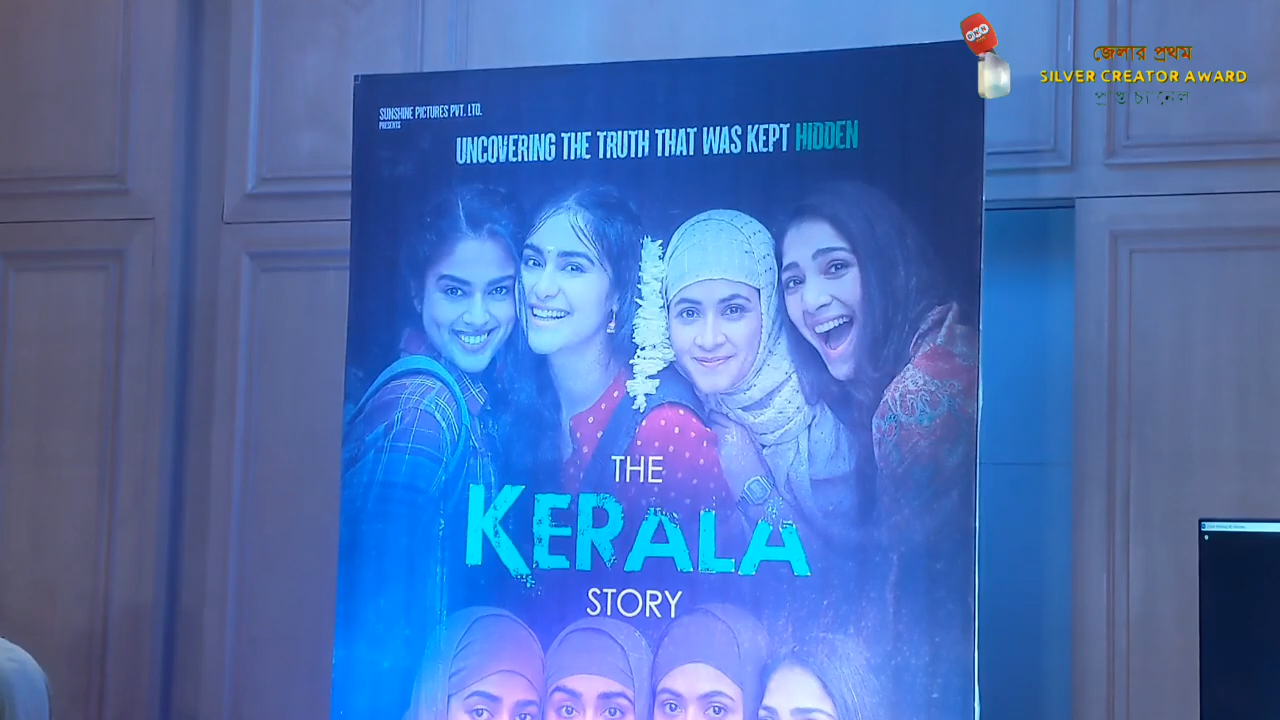 SUNSHINE PICTURES PVT. LTD.
PRESENTS
UNCOVERING THE TRUTH THAT WAS KEPT HIDDEN
THE
KERALA
STORY
জেলার প্রথম
SILVER CREATOR AWARD
প্রাপ্ত চ্যানেল